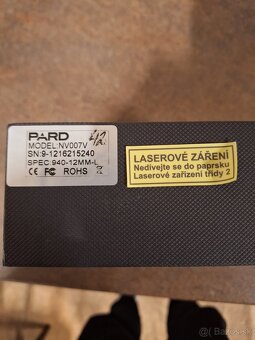 PARD
MODEL:NV007V
SN:9-1216215240
SPEC:940-12MM-L
CE FC ROHS
LASEROVÉ ZÁŘENÍ
Nedívejte se do paprsku
Laserové zařízení třídy 2